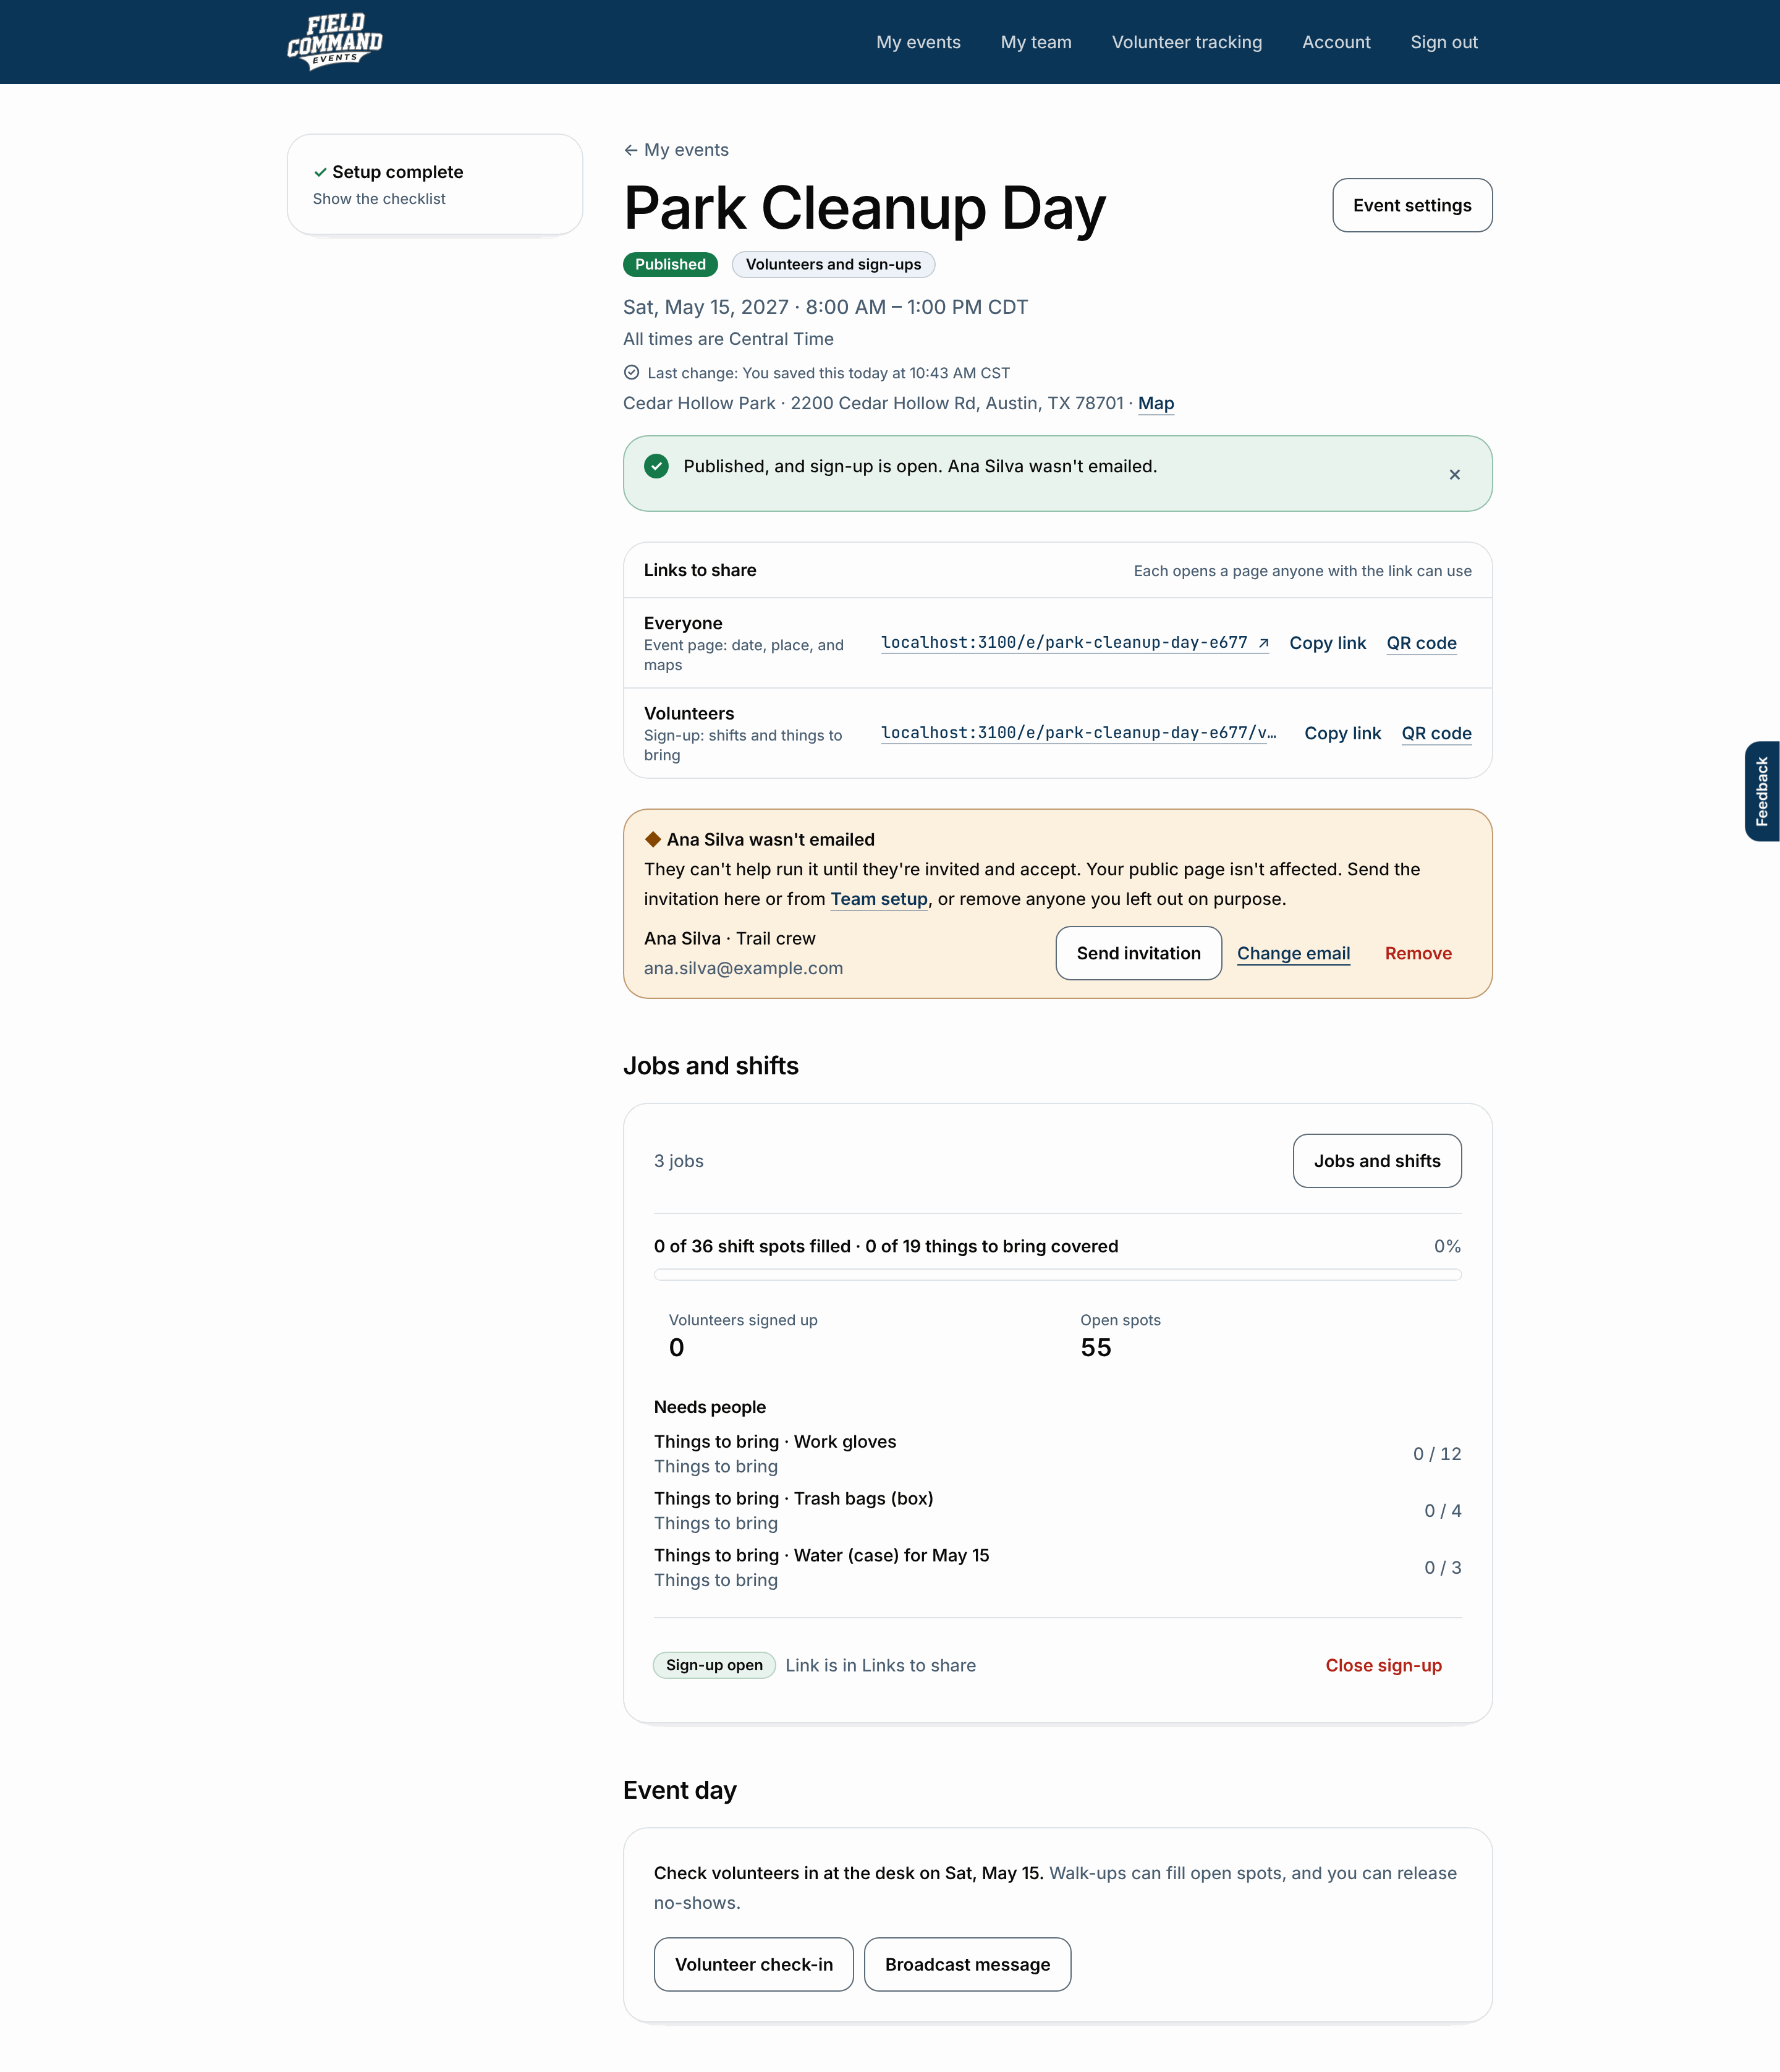 FIELD
COMMAND
EVENTS
My events
My team
Volunteer tracking
Account
Sign out
✓ Setup complete
Show the checklist
← My events
Park Cleanup Day
Event settings
Published
Volunteers and sign-ups
Sat, May 15, 2027 · 8:00 AM – 1:00 PM CDT
All times are Central Time
Last change: You saved this today at 10:43 AM CST
Cedar Hollow Park · 2200 Cedar Hollow Rd, Austin, TX 78701 · Map
Published, and sign-up is open. Ana Silva wasn't emailed.
×
Links to share
Each opens a page anyone with the link can use
Everyone
Event page: date, place, and
maps
localhost:3100/e/park-cleanup-day-e677 ↗
Copy link
QR code
Volunteers
Sign-up: shifts and things to
bring
localhost:3100/e/park-cleanup-day-e677/v…
Copy link
QR code
Feedback
◆ Ana Silva wasn't emailed
They can't help run it until they're invited and accept. Your public page isn't affected. Send the
invitation here or from Team setup, or remove anyone you left out on purpose.
Ana Silva · Trail crew
ana.silva@example.com
Send invitation
Change email
Remove
Jobs and shifts
3 jobs
Jobs and shifts
0 of 36 shift spots filled · 0 of 19 things to bring covered
0%
Volunteers signed up
0
Open spots
55
Needs people
Things to bring · Work gloves
Things to bring
0 / 12
Things to bring · Trash bags (box)
Things to bring
0 / 4
Things to bring · Water (case) for May 15
Things to bring
0 / 3
Sign-up open
Link is in Links to share
Close sign-up
Event day
Check volunteers in at the desk on Sat, May 15. Walk-ups can fill open spots, and you can release
no-shows.
Volunteer check-in
Broadcast message